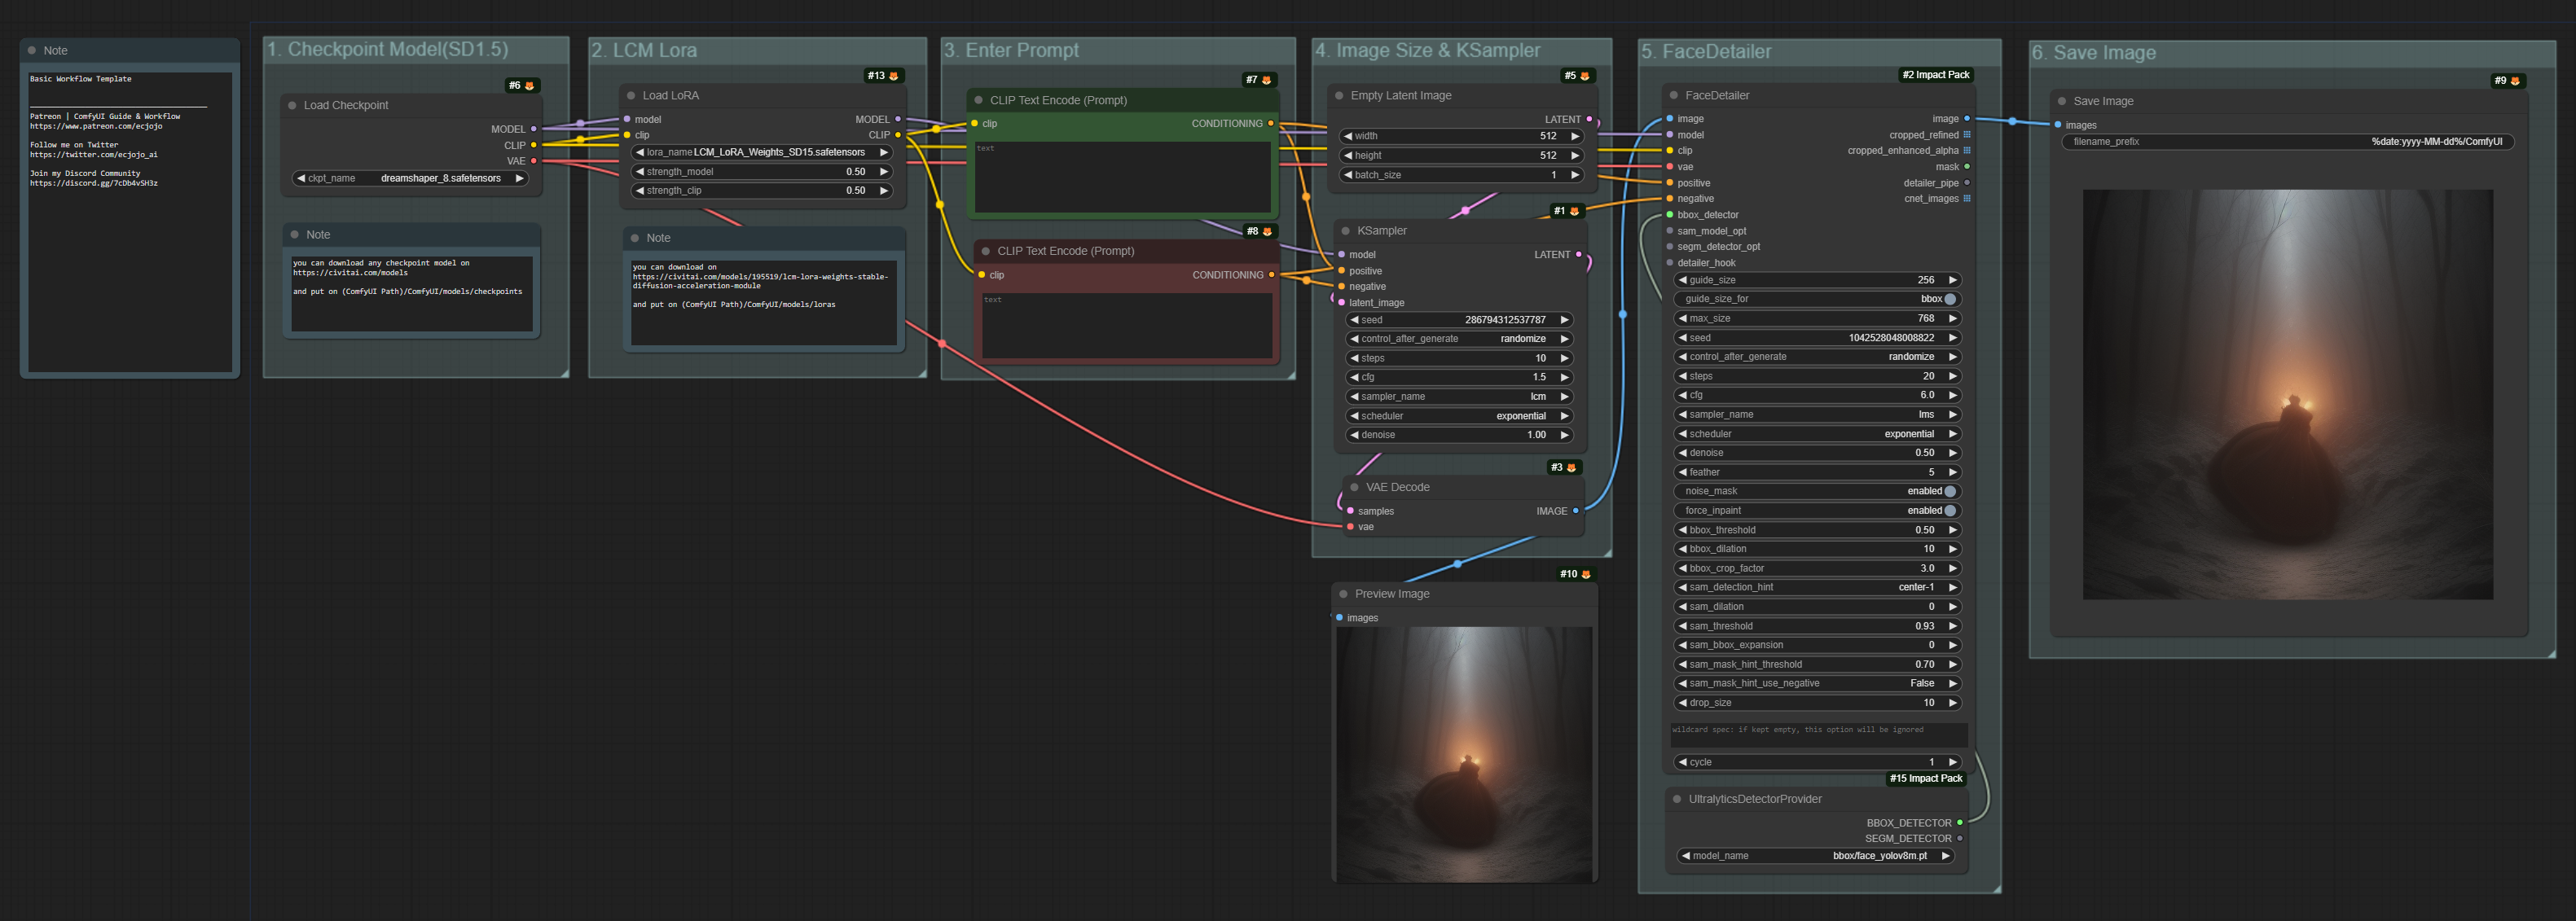 Note
Basic Workflow Template
Patreon | ComfyUI Guide & Workflow
https://www.patreon.com/ecjojo
Follow me on Twitter
https://twitter.com/ecjojo_ai
Join my Discord Community
https://discord.gg/7cDb4vSH3z
1. Checkpoint Model(SD1.5)
#6
Load Checkpoint
MODEL
CLIP
VAE
ckpt_name dreamshaper_8.safetensors
Note
you can download any checkpoint model on
https://civitai.com/models
and put on (ComfyUI Path)/ComfyUI/models/checkpoints
2. LCM Lora
#13
Load LoRA
model MODEL
clip CLIP
lora_name LCM_LoRA_Weights_SD15.safetensors
strength_model 0.50
strength_clip 0.50
Note
you can download on
https://civitai.com/models/195519/lcm-lora-weights-stable-
diffusion-acceleration-module
and put on (ComfyUI Path)/ComfyUI/models/loras
3. Enter Prompt
#7
CLIP Text Encode (Prompt)
clip CONDITIONING
text
#8
CLIP Text Encode (Prompt)
clip CONDITIONING
text
4. Image Size & KSampler
#5
Empty Latent Image
LATENT
width 512
height 512
batch_size 1
#1
KSampler
model LATENT
positive
negative
latent_image
seed 286794312537787
control_after_generate randomize
steps 10
cfg 1.5
sampler_name lcm
scheduler exponential
denoise 1.00
#3
VAE Decode
samples IMAGE
vae
#10
Preview Image
images
5. FaceDetailer
#2 Impact Pack
FaceDetailer
image image
model cropped_refined
clip cropped_enhanced_alpha
vae mask
positive detailer_pipe
negative cnet_images
bbox_detector
sam_model_opt
segm_detector_opt
detailer_hook
guide_size 256
guide_size_for bbox
max_size 768
seed 1042528048008822
control_after_generate randomize
steps 20
cfg 6.0
sampler_name lms
scheduler exponential
denoise 0.50
feather 5
noise_mask enabled
force_inpaint enabled
bbox_threshold 0.50
bbox_dilation 10
bbox_crop_factor 3.0
sam_detection_hint center-1
sam_dilation 0
sam_threshold 0.93
sam_bbox_expansion 0
sam_mask_hint_threshold 0.70
sam_mask_hint_use_negative False
drop_size 10
wildcard spec: if kept empty, this option will be ignored
cycle 1
#15 Impact Pack
UltralyticsDetectorProvider
BBOX_DETECTOR
SEGM_DETECTOR
model_name bbox/face_yolov8m.pt
6. Save Image
#9
Save Image
images
filename_prefix %date:yyyy-MM-dd%/ComfyUI